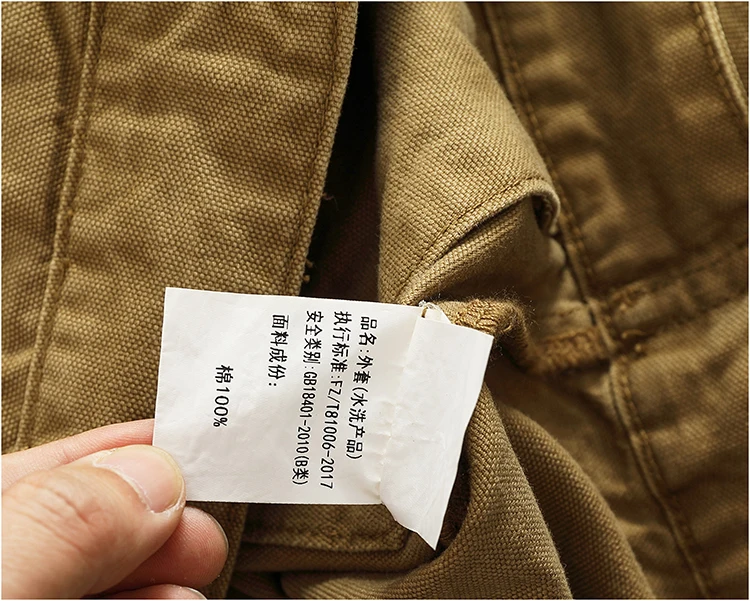 品名:外套(水洗产品)
执行标准:FZ/T81006-2017
安全类别:GB18401-2010(B类)
面料成份:
棉100%